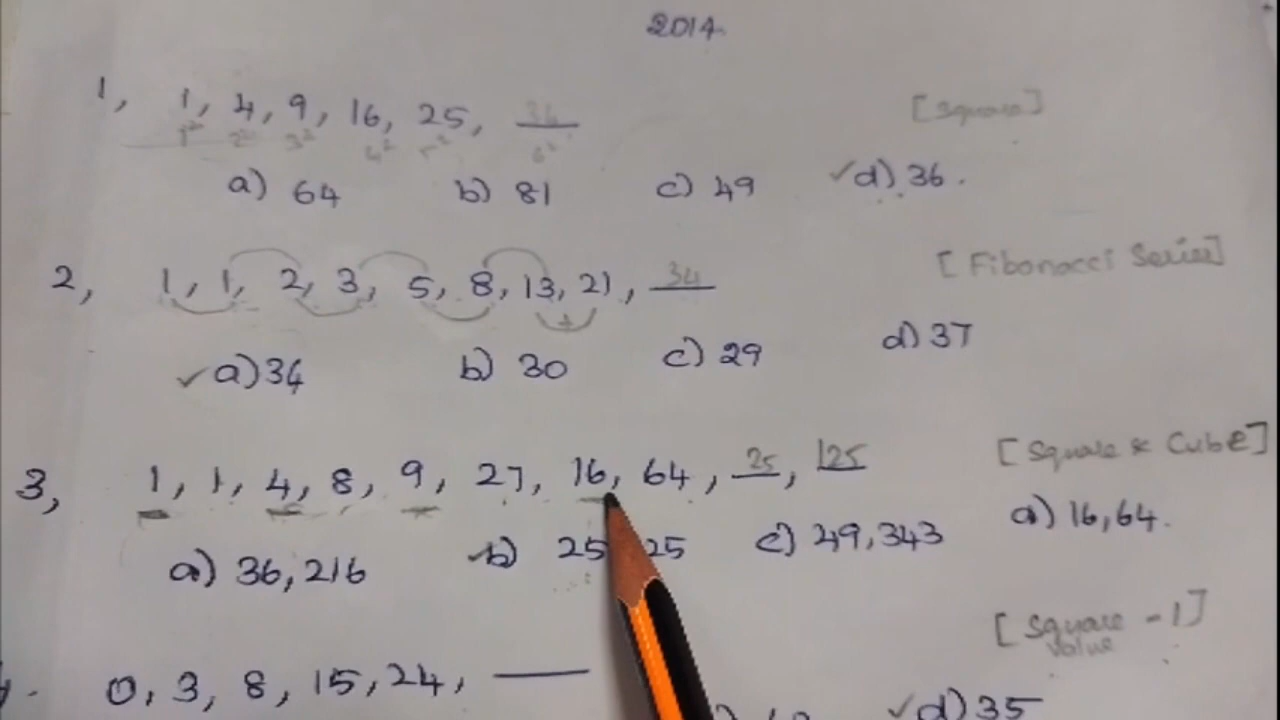 2014
1, 1, 4, 9, 16, 25, 36 [Square]
1² 2² 3² 4² 5² 6²
a) 64 b) 81 c) 49 ✓d) 36.
2, 1, 1, 2, 3, 5, 8, 13, 21, 34 [Fibonacci Series]
+
✓a) 34 b) 30 c) 29 d) 37
3, 1, 1, 4, 8, 9, 27, 16, 64, 25, 125 [Square & Cube]
a) 36, 216 ✓b) 25 25 c) 49, 343 d) 16, 64.
[Square - 1]
value
0, 3, 8, 15, 24, ___
✓d) 35